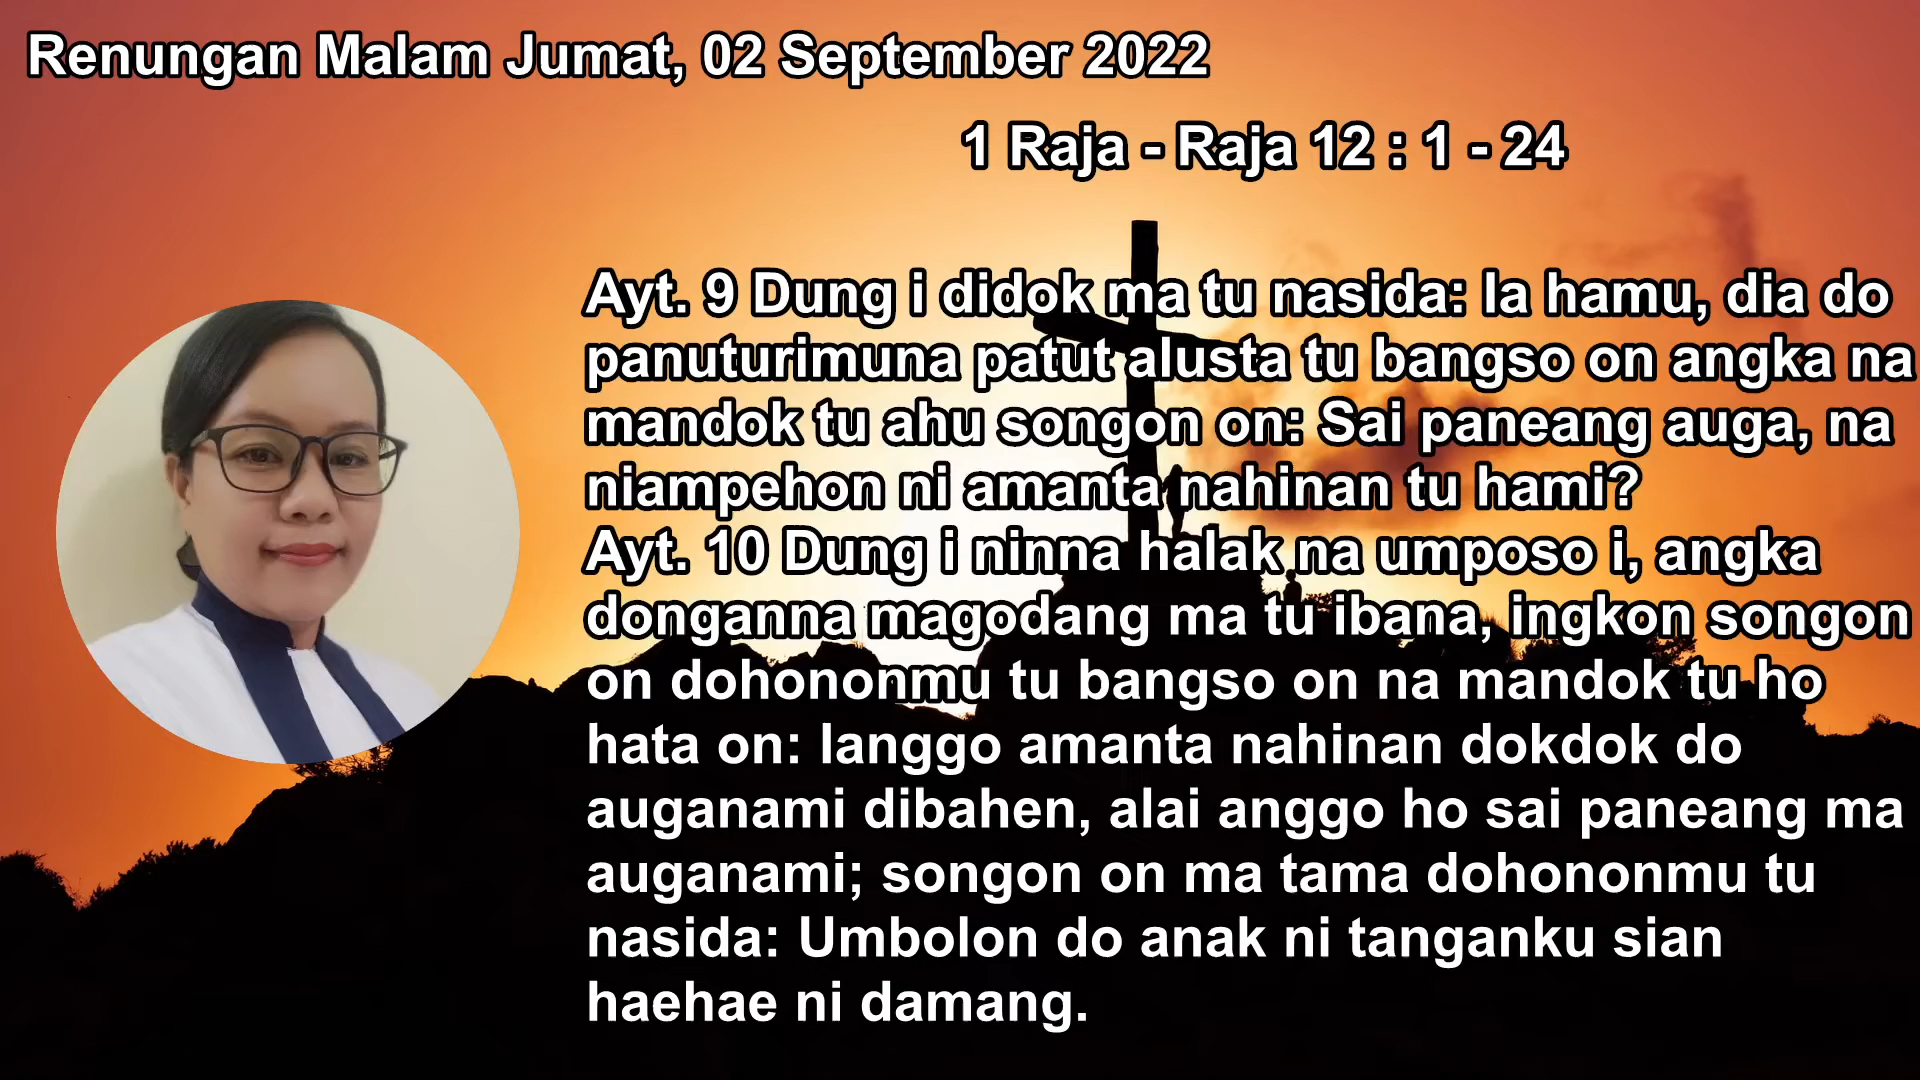 Renungan Malam Jumat, 02 September 2022
1 Raja - Raja 12 : 1 - 24
Ayt. 9 Dung i didok ma tu nasida: Ia hamu, dia do
panuturimuna patut alusta tu bangso on angka na
mandok tu ahu songon on: Sai paneang auga, na
niampehon ni amanta nahinan tu hami?
Ayt. 10 Dung i ninna halak na umposo i, angka
donganna magodang ma tu ibana, ingkon songon
on dohononmu tu bangso on na mandok tu ho
hata on: Ianggo amanta nahinan dokdok do
auganami dibahen, alai anggo ho sai paneang ma
auganami; songon on ma tama dohononmu tu
nasida: Umbolon do anak ni tanganku sian
haehae ni damang.